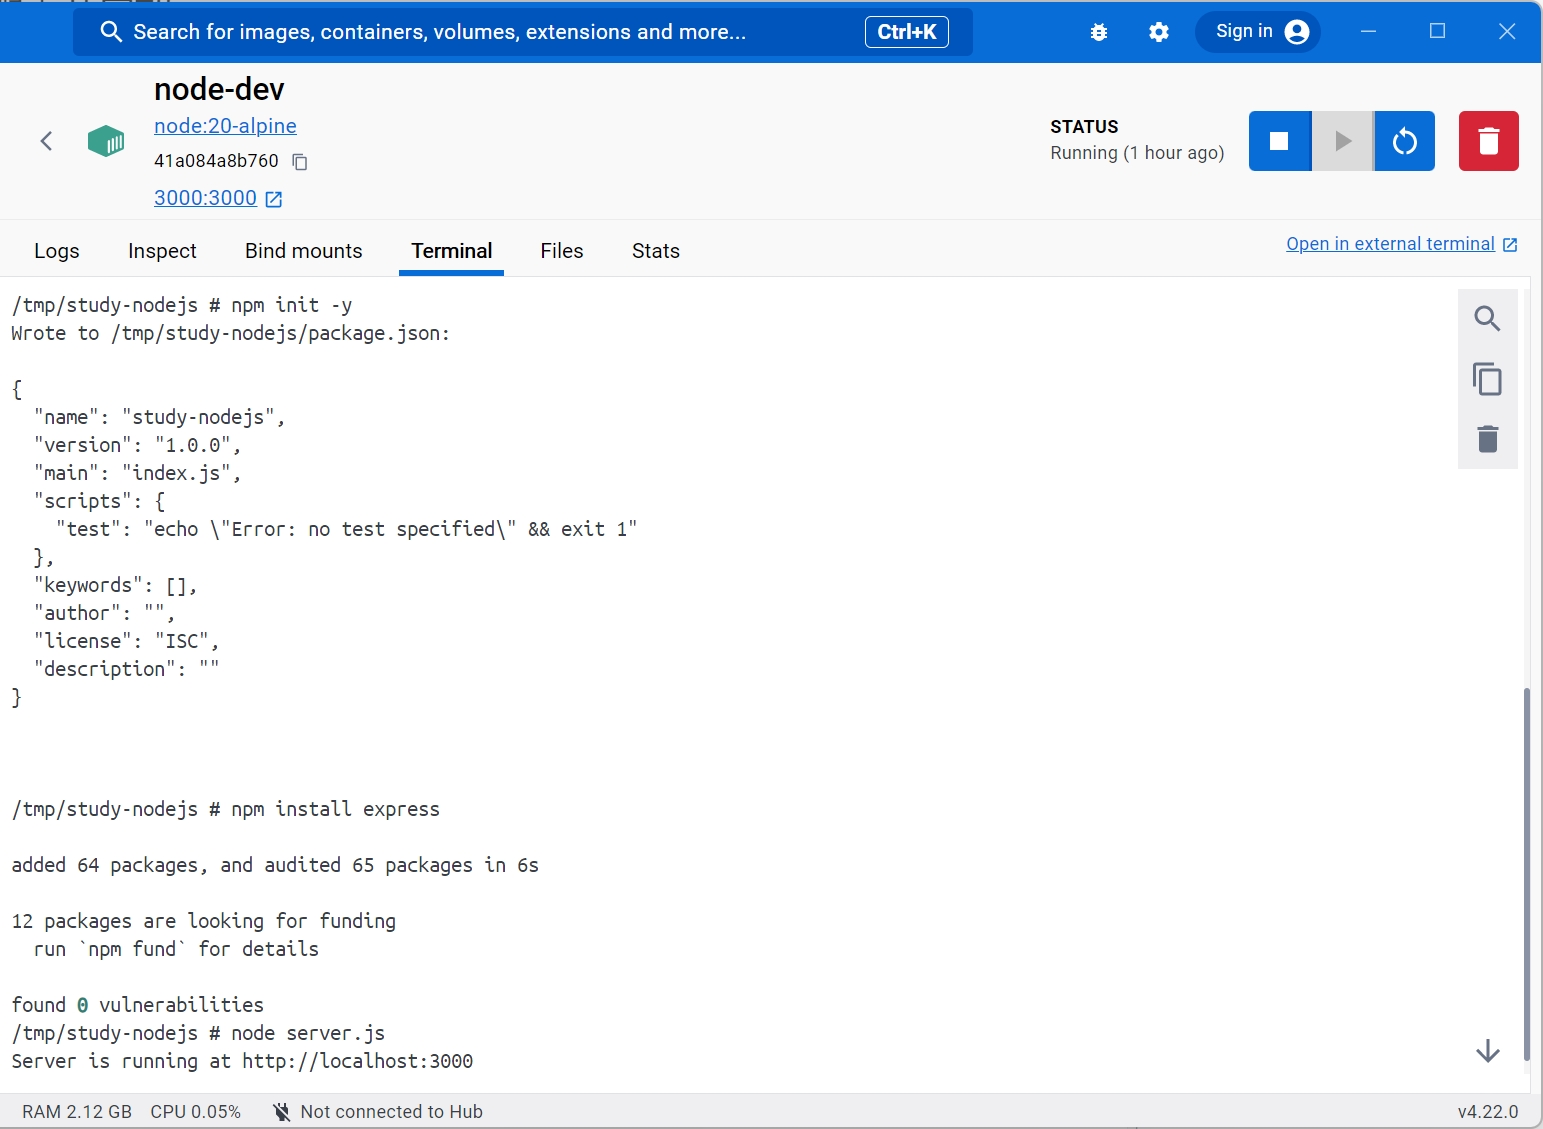 Search for images, containers, volumes, extensions and more... Ctrl+K Sign in
node-dev
node:20-alpine
41a084a8b760
3000:3000
STATUS
Running (1 hour ago)
Logs Inspect Bind mounts Terminal Files Stats Open in external terminal
/tmp/study-nodejs # npm init -y
Wrote to /tmp/study-nodejs/package.json:
{
  "name": "study-nodejs",
  "version": "1.0.0",
  "main": "index.js",
  "scripts": {
    "test": "echo \"Error: no test specified\" && exit 1"
  },
  "keywords": [],
  "author": "",
  "license": "ISC",
  "description": ""
}
/tmp/study-nodejs # npm install express
added 64 packages, and audited 65 packages in 6s
12 packages are looking for funding
  run `npm fund` for details
found 0 vulnerabilities
/tmp/study-nodejs # node server.js
Server is running at http://localhost:3000
RAM 2.12 GB CPU 0.05% Not connected to Hub v4.22.0